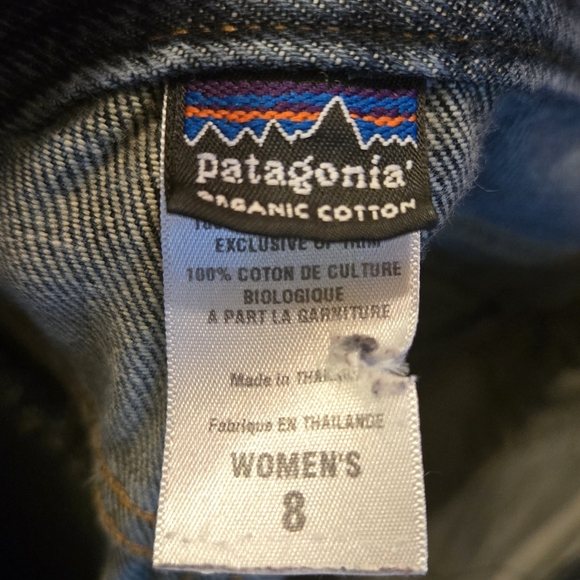 patagonia
ORGANIC COTTON
EXCLUSIVE OF TRIM
100% COTON DE CULTURE
BIOLOGIQUE
A PART LA GARNITURE
Made in
Fabriqué EN THAILANDE
WOMEN'S
8